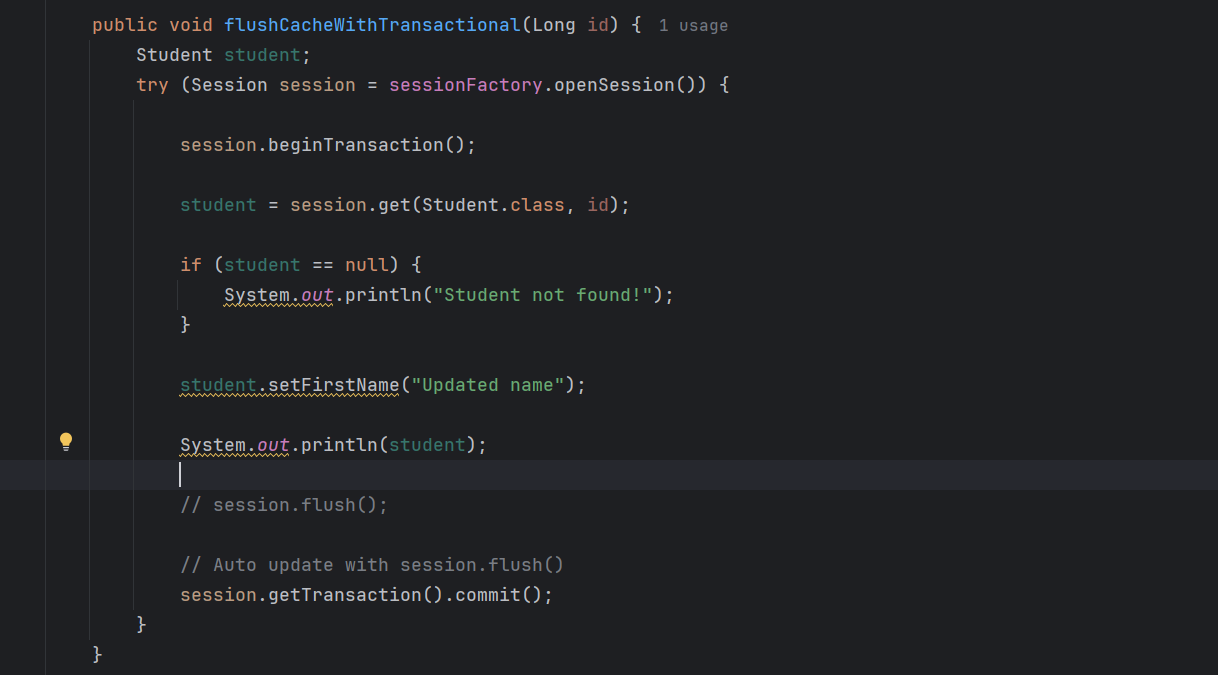 public void flushCacheWithTransactional(Long id) { 1 usage
    Student student;
    try (Session session = sessionFactory.openSession()) {
        session.beginTransaction();
        student = session.get(Student.class, id);
        if (student == null) {
            System.out.println("Student not found!");
        }
        student.setFirstName("Updated name");
        System.out.println(student);
        // session.flush();
        // Auto update with session.flush()
        session.getTransaction().commit();
    }
}